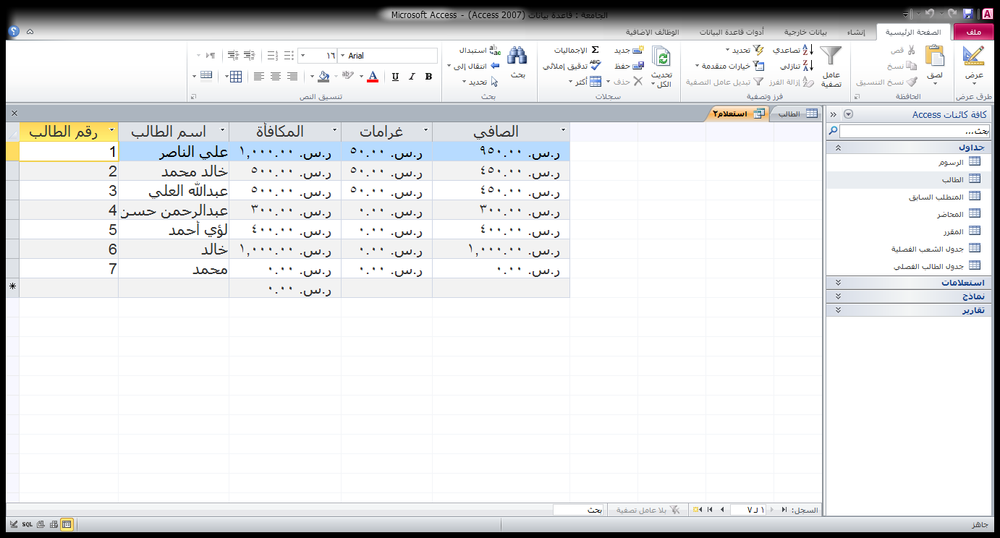 الجامعة : قاعدة بيانات (Access 2007) - Microsoft Access
ملف
الصفحة الرئيسية
إنشاء
بيانات خارجية
أدوات قاعدة البيانات
الوظائف الإضافية
عرض
طرق عرض
لصق
قص
نسخ
نسخ التنسيق
الحافظة
عامل تصفية
تصاعدي
تنازلي
إزالة الفرز
تحديد
خيارات متقدمة
تبديل عامل التصفية
فرز وتصفية
تحديث الكل
جديد
حفظ
حذف
الإجماليات
تدقيق إملائي
أكثر
سجلات
بحث
استبدال
الانتقال إلى
تحديد
بحث
Arial
١٦
B I U
تنسيق النص
كافة كائنات Access
بحث...
جداول
الرسوم
الطالب
المتطلب السابق
المحاضر
المقرر
جدول الشعب الفصلية
جدول الطالب الفصلي
استعلامات
نماذج
تقارير
الطالب
استعلام٢
رقم الطالب اسم الطالب المكافأة غرامات الصافي
1 علي الناصر ر.س. ١,٠٠٠.٠٠ ر.س. ٥٠.٠٠ ر.س. ٩٥٠.٠٠
2 خالد محمد ر.س. ٥٠٠.٠٠ ر.س. ٥٠.٠٠ ر.س. ٤٥٠.٠٠
3 عبدالله العلي ر.س. ٥٠٠.٠٠ ر.س. ٥٠.٠٠ ر.س. ٤٥٠.٠٠
4 عبدالرحمن حسن ر.س. ٣٠٠.٠٠ ر.س. ٠.٠٠ ر.س. ٣٠٠.٠٠
5 لؤي أحمد ر.س. ٤٠٠.٠٠ ر.س. ٠.٠٠ ر.س. ٤٠٠.٠٠
6 خالد ر.س. ١,٠٠٠.٠٠ ر.س. ٠.٠٠ ر.س. ١,٠٠٠.٠٠
7 محمد ر.س. ٠.٠٠ ر.س. ٠.٠٠ ر.س. ٠.٠٠
ر.س. ٠.٠٠
السجل: ١ لـ ٧
بلا عامل تصفية
بحث
جاهز
SQL